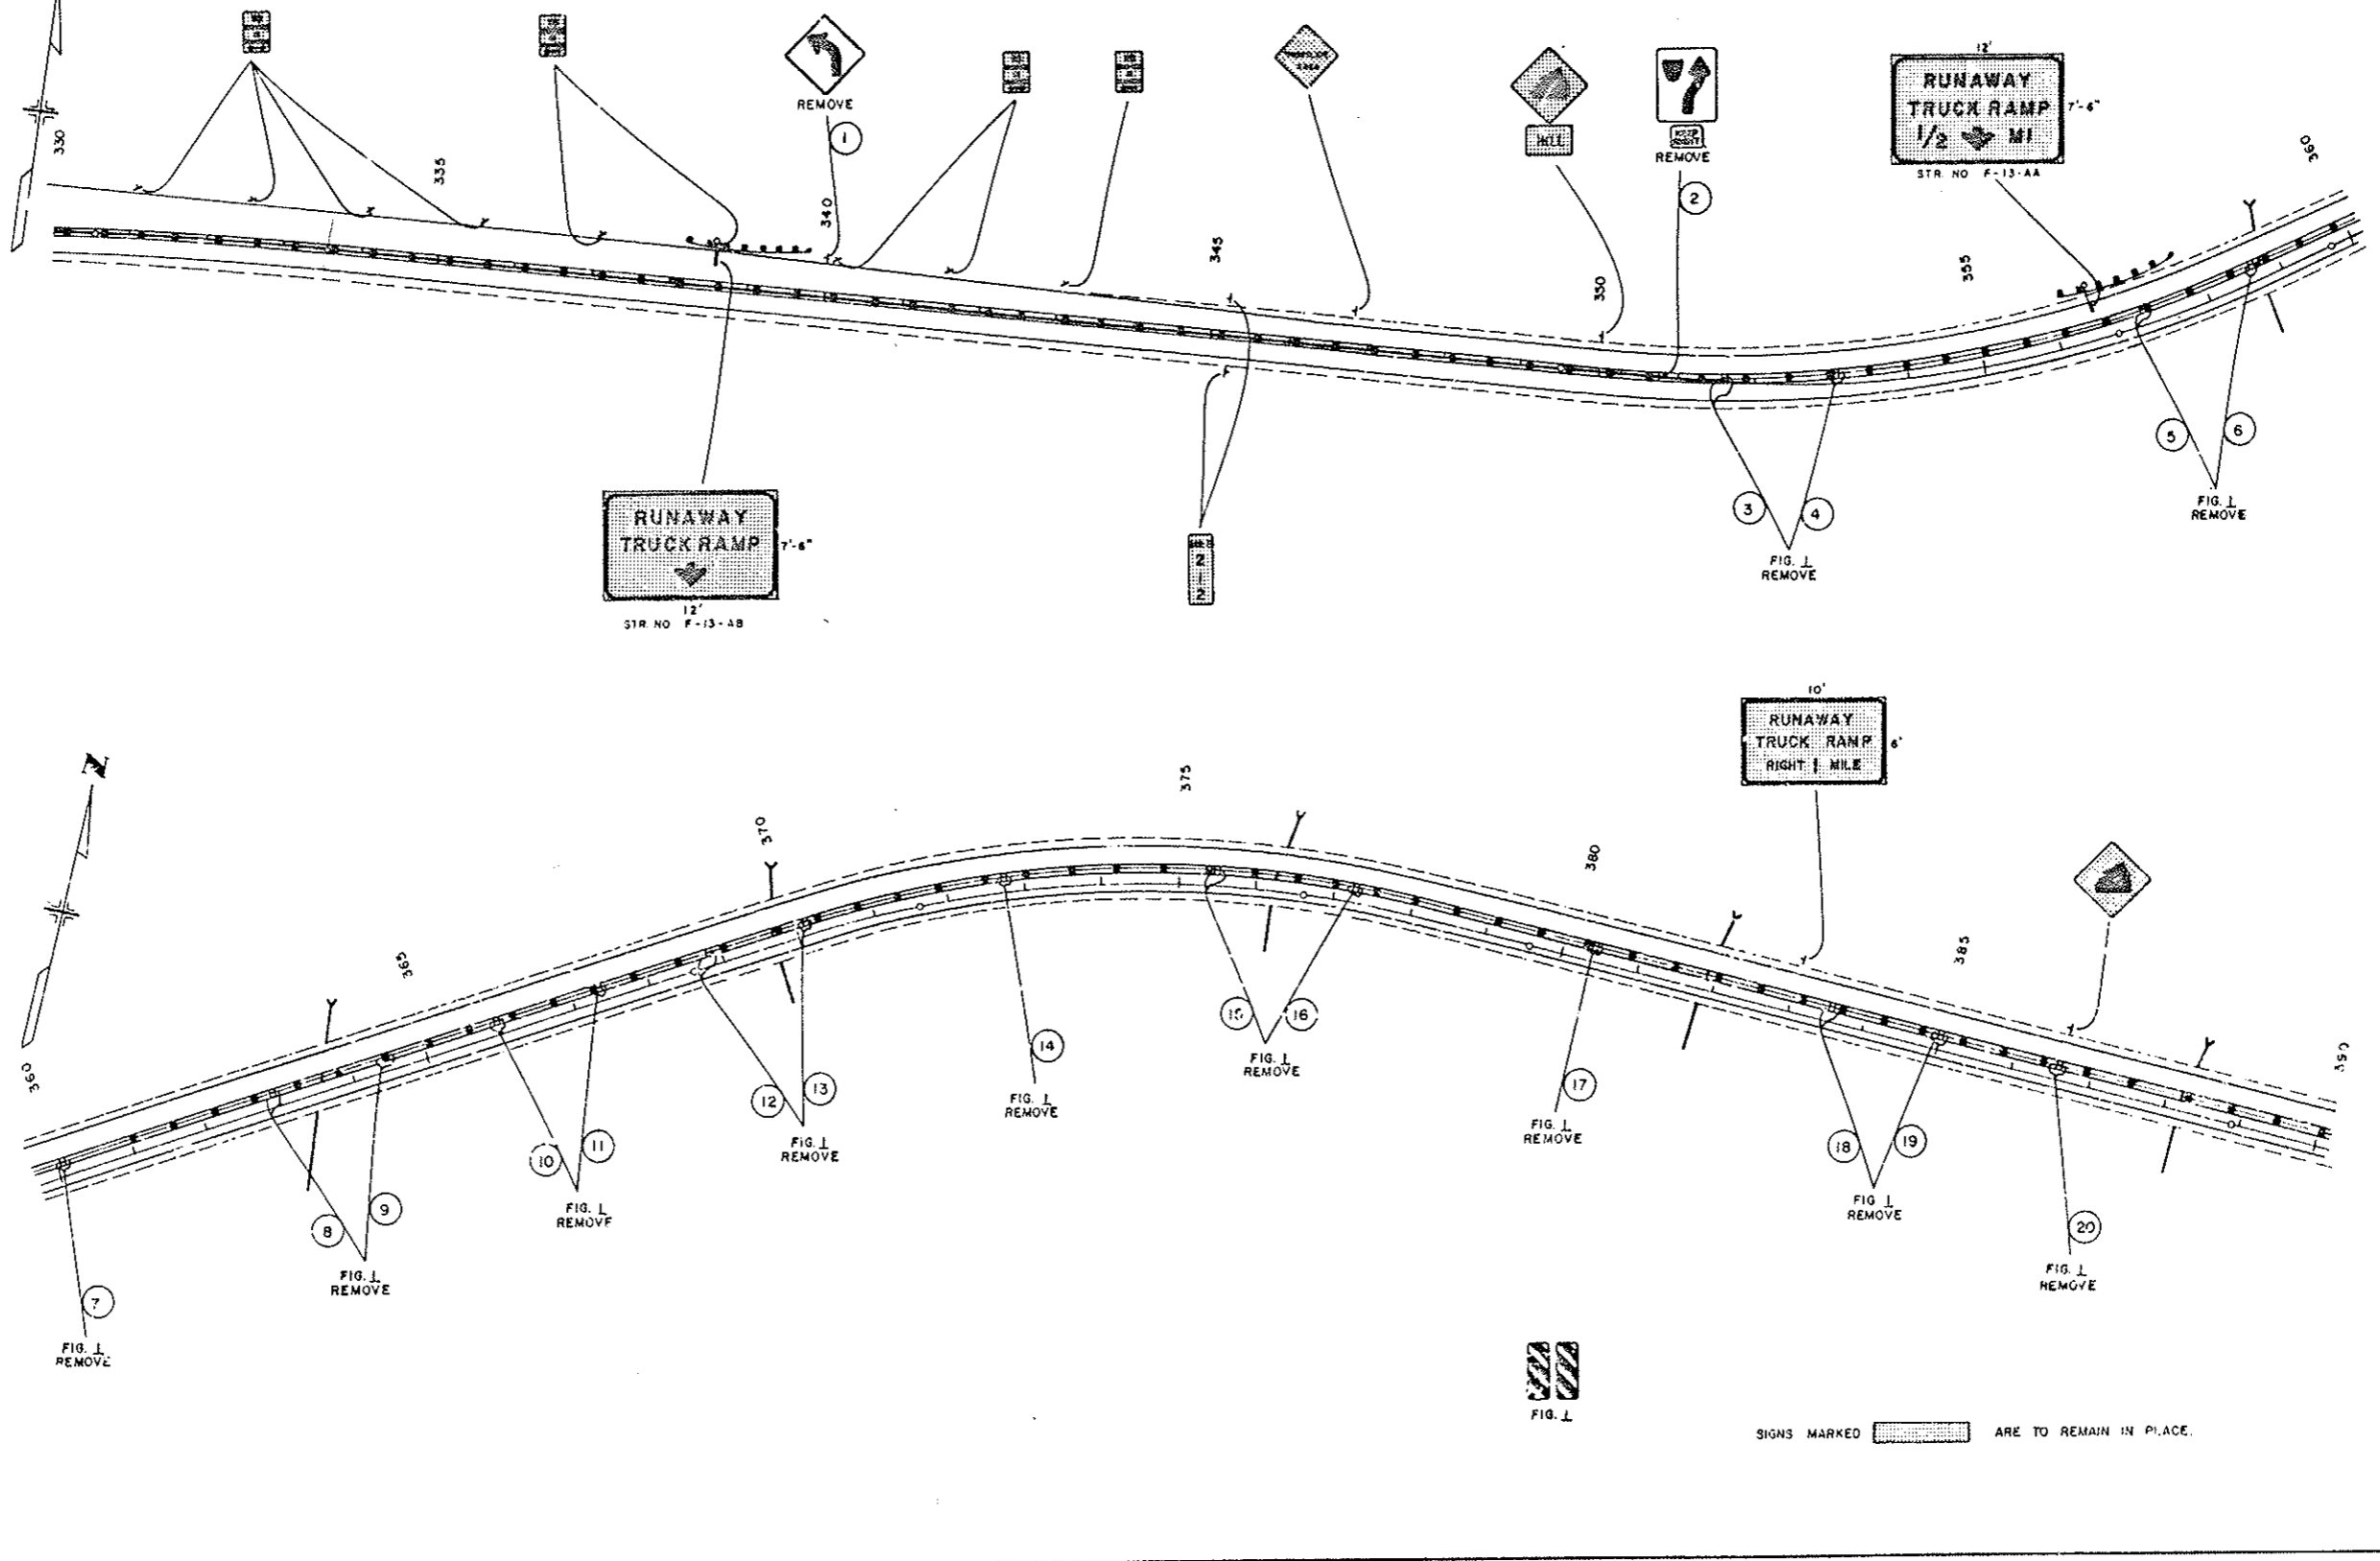 330
335
REMOVE
1
340
345
350
HILL
KEEP
RIGHT
REMOVE
2
12'
RUNAWAY
TRUCK RAMP
1/2 MI
7'-6"
STR. NO F-13-AA
355
360
RUNAWAY
TRUCK RAMP
7'-6"
12'
STR. NO F-13-AB
2
1
2
3
4
FIG. 1
REMOVE
5
6
FIG. 1
REMOVE
N
360
365
370
375
380
10'
RUNAWAY
TRUCK RAMP
RIGHT 1 MILE
6'
385
390
7
FIG. 1
REMOVE
8
9
FIG. 1
REMOVE
10
11
FIG. 1
REMOVE
12
13
FIG. 1
REMOVE
14
FIG. 1
REMOVE
15
16
FIG. 1
REMOVE
17
FIG. 1
REMOVE
18
19
FIG. 1
REMOVE
20
FIG. 1
REMOVE
FIG. 1
SIGNS MARKED ARE TO REMAIN IN PLACE.